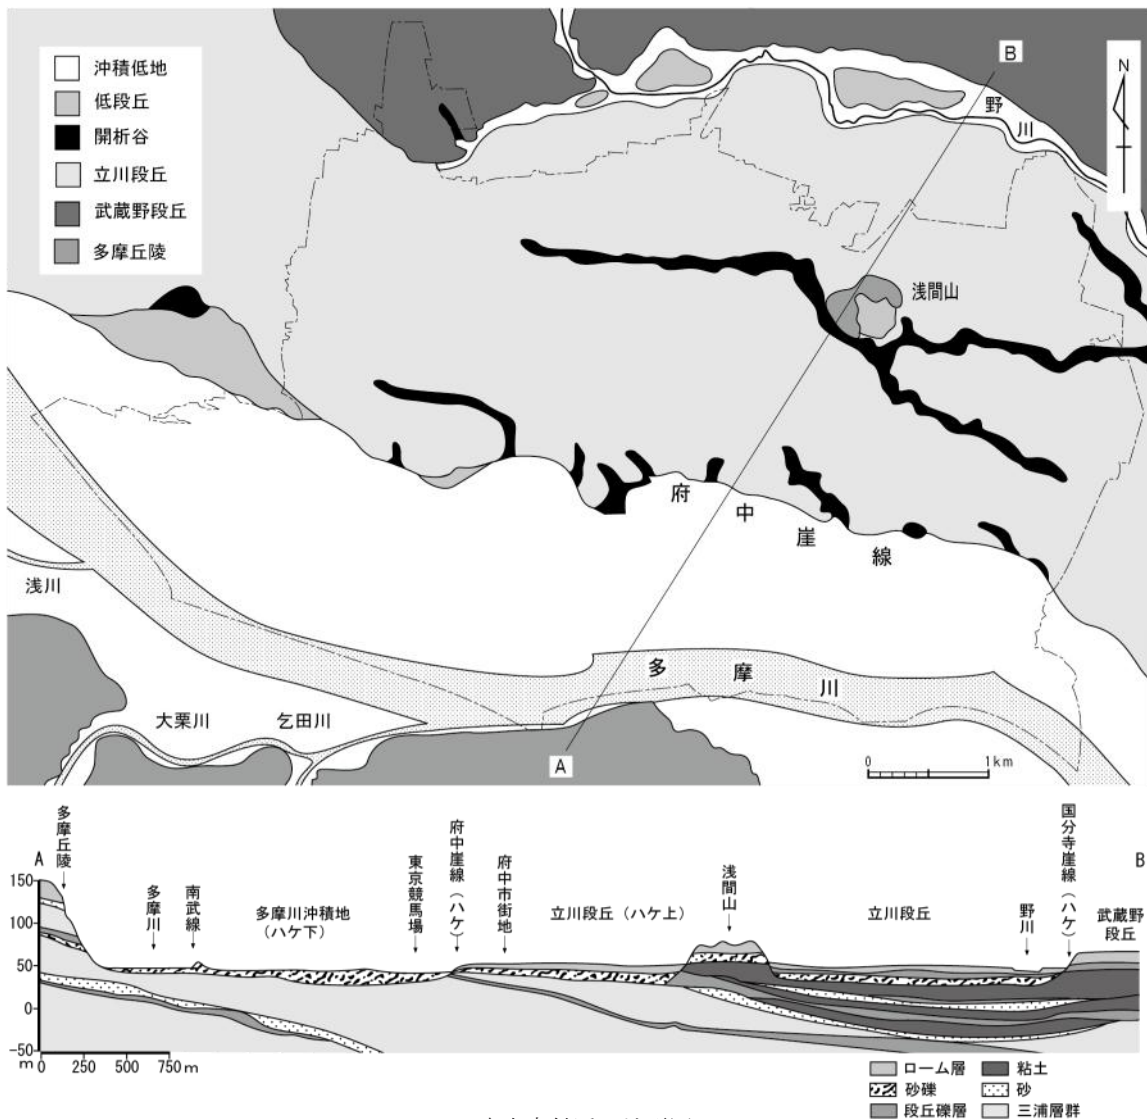 沖積低地
低段丘
開析谷
立川段丘
武蔵野段丘
多摩丘陵
B
N
野川
浅間山
府中崖線
浅川
多摩川
大栗川
乞田川
A
0
1km
A
多摩丘陵
多摩川
南武線
多摩川沖積地
(ハケ下)
東京競馬場
府中崖線(ハケ)
府中市街地
立川段丘(ハケ上)
浅間山
立川段丘
野川
国分寺崖線(ハケ)
B
武蔵野
段丘
150
100
50
0
-50
m 0 250 500 750 m
ローム層
粘土
砂礫
砂
段丘礫層
三浦層群